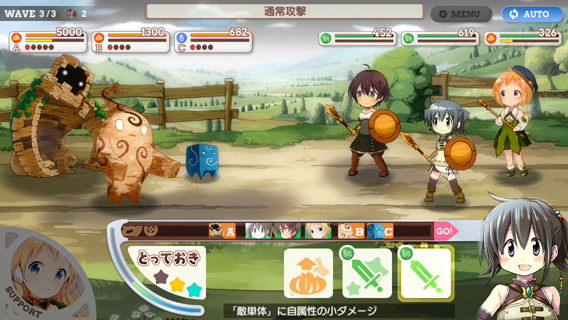 WAVE 3/3 2
通常攻撃
MENU
AUTO
5000
A
1300
B
682
C
452
619
326
A
B
C
GO!
とっておき
SUPPORT
「敵単体」に自属性の小ダメージ